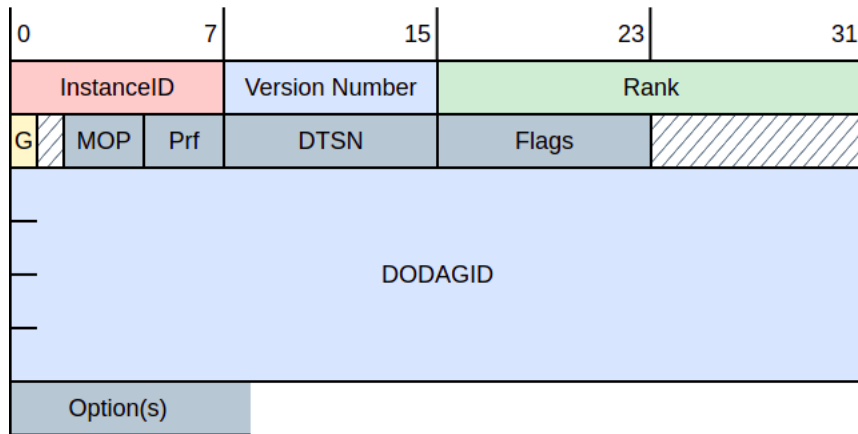 0 7 15 23 31
InstanceID Version Number Rank
G MOP Prf DTSN Flags
DODAGID
Option(s)